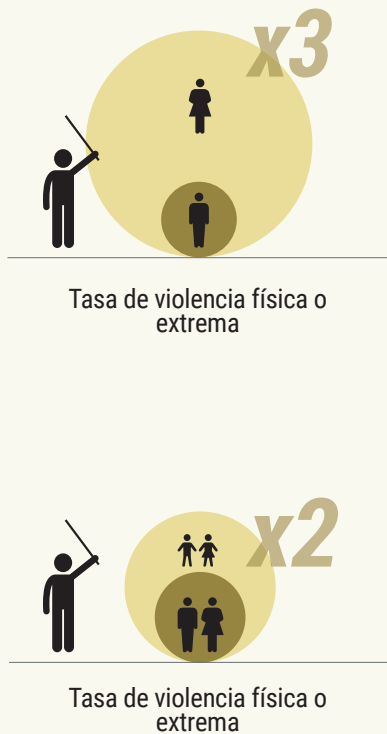 x3
Tasa de violencia física o
extrema
x2
Tasa de violencia física o
extrema